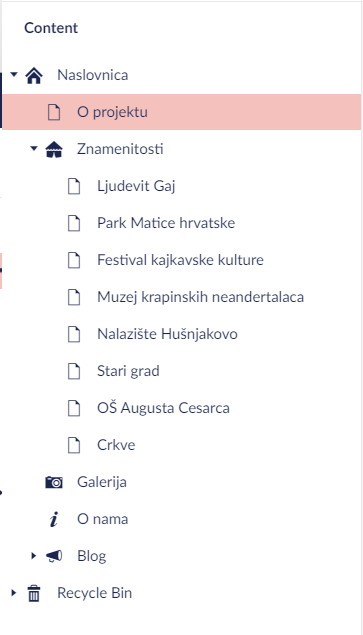 Content
Naslovnica
O projektu
Znamenitosti
Ljudevit Gaj
Park Matice hrvatske
Festival kajkavske kulture
Muzej krapinskih neandertalaca
Nalazište Hušnjakovo
Stari grad
OŠ Augusta Cesarca
Crkve
Galerija
O nama
Blog
Recycle Bin